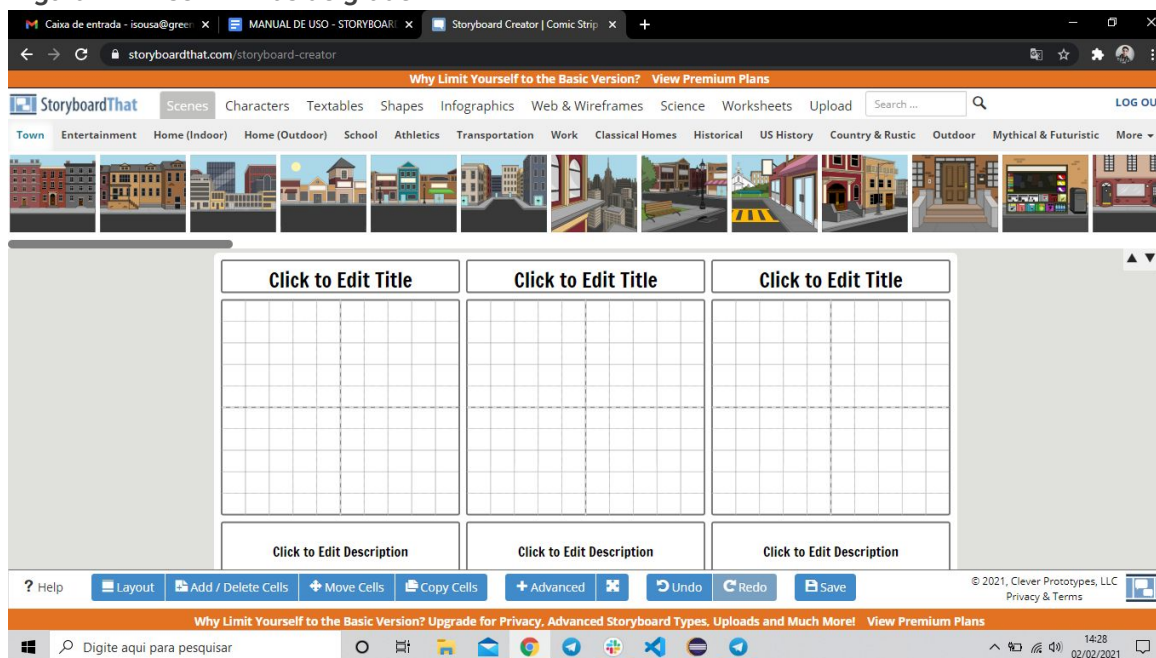 Caixa de entrada - isousa@green
MANUAL DE USO - STORYBOAR
Storyboard Creator | Comic Strip
storyboardthat.com/storyboard-creator
Why Limit Yourself to the Basic Version? View Premium Plans
StoryboardThat Scenes Characters Textables Shapes Infographics Web & Wireframes Science Worksheets Upload Search ... LOG OU
Town Entertainment Home (Indoor) Home (Outdoor) School Athletics Transportation Work Classical Homes Historical US History Country & Rustic Outdoor Mythical & Futuristic More
Click to Edit Title Click to Edit Title Click to Edit Title
Click to Edit Description Click to Edit Description Click to Edit Description
? Help Layout Add / Delete Cells Move Cells Copy Cells Advanced Undo Redo Save
© 2021, Clever Prototypes, LLC
Privacy & Terms
Why Limit Yourself to the Basic Version? Upgrade for Privacy, Advanced Storyboard Types, Uploads and Much More! View Premium Plans
Digite aqui para pesquisar
14:28
02/02/2021